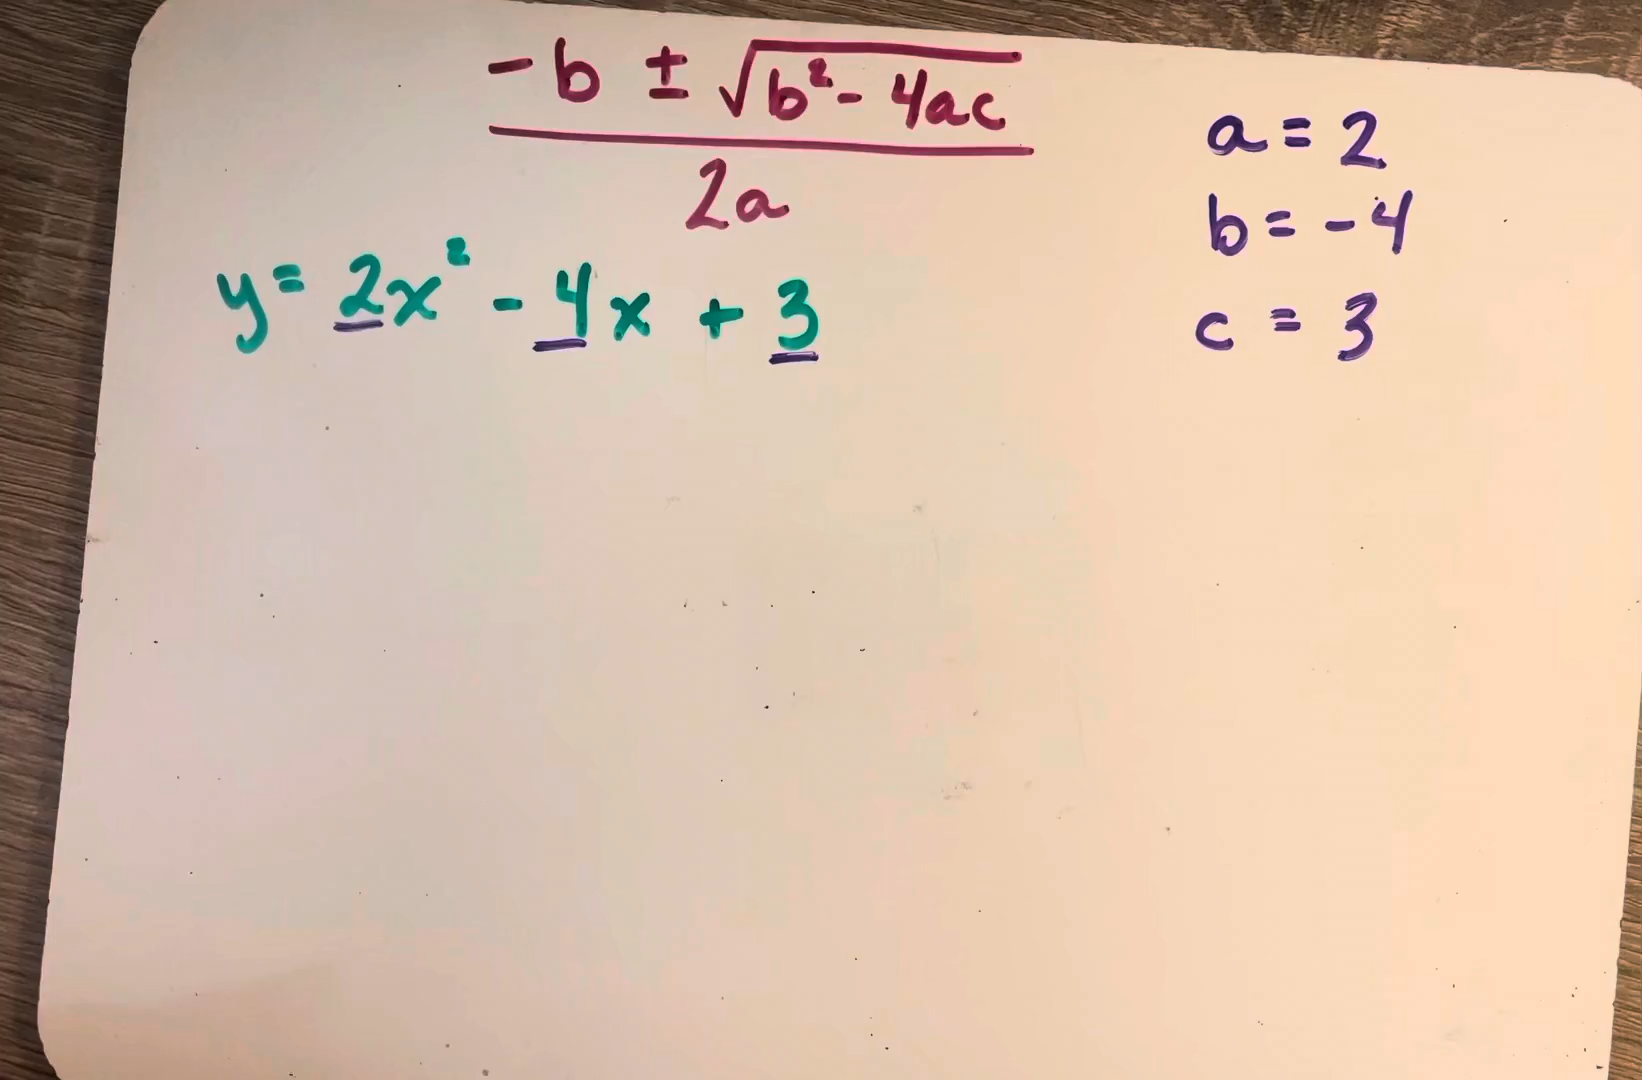 -b ± √b² - 4ac
2a
y = 2x² - 4x + 3
a = 2
b = -4
c = 3